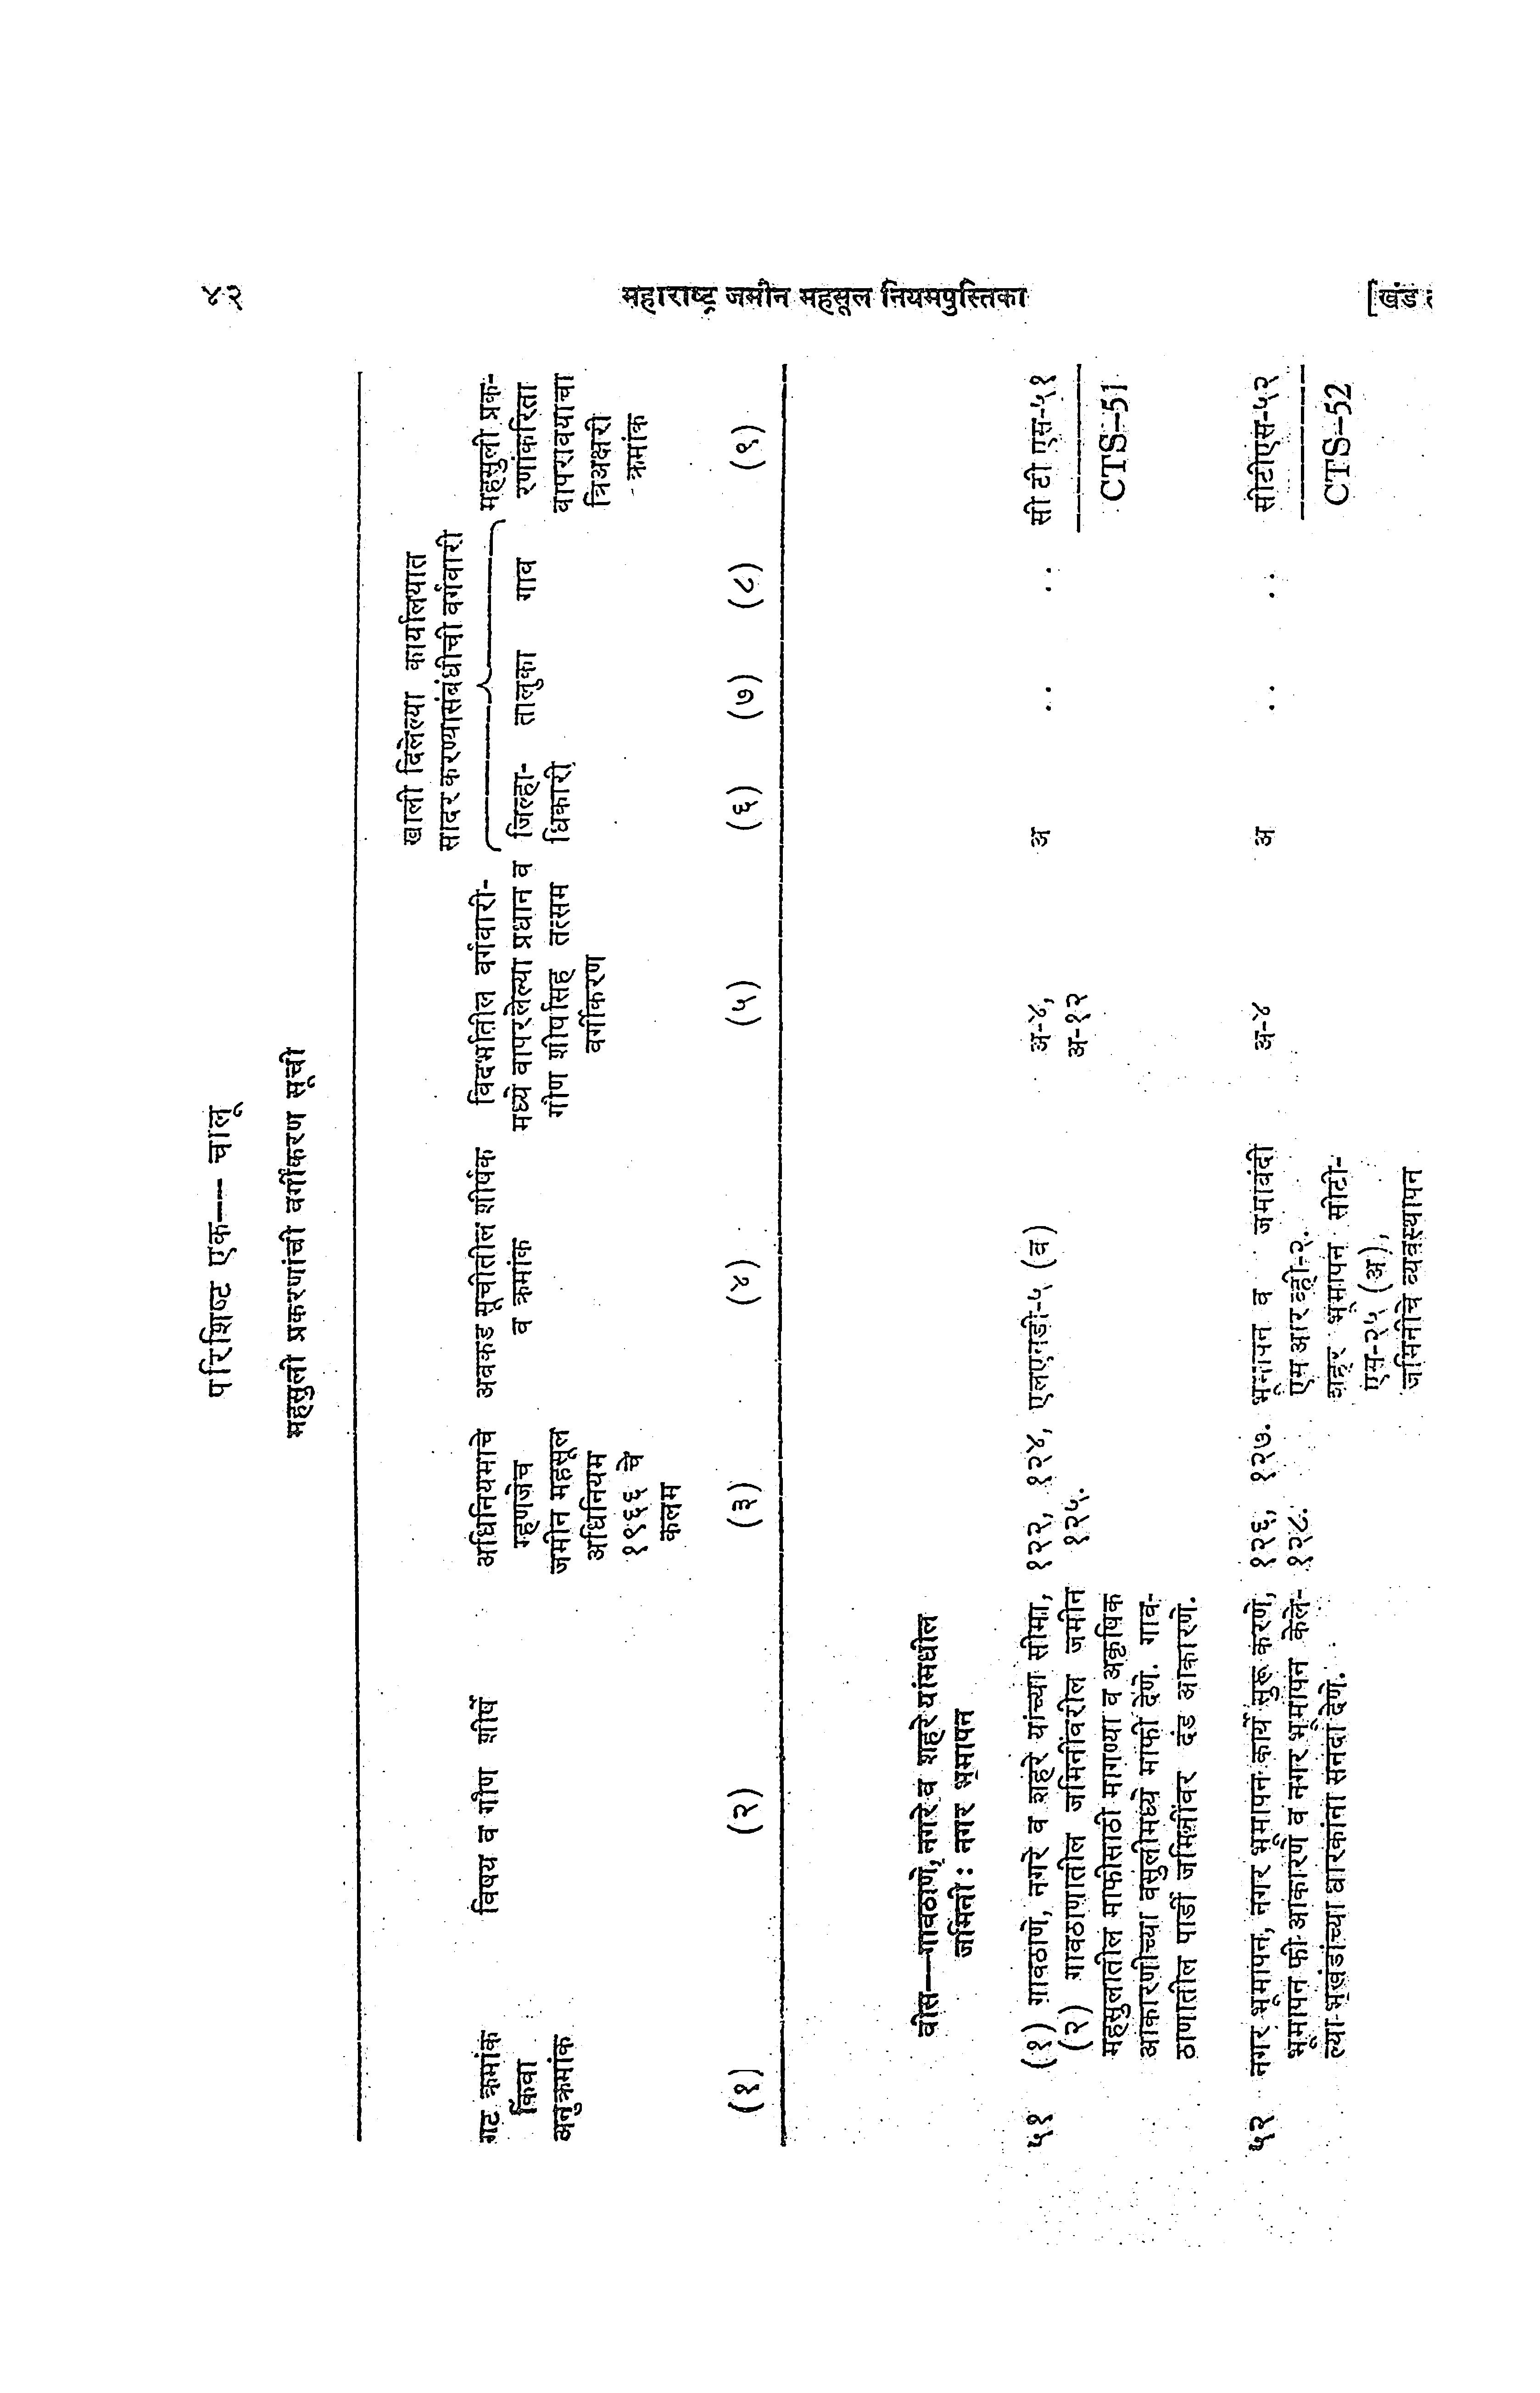 ४२
महाराष्ट्र जमीन महसूल नियमपुस्तिका
[खंड
परिशिष्ट एक-- चालू
महसुली प्रकरणांची वर्गीकरण सूची
गट क्रमांक
किंवा
अनुक्रमांक
विषय व गौण शीर्षे
अधिनियमाचे
म्हणजेच
जमीन महसूल
अधिनियम
१९६६ चे
कलम
अबकड सूचीतील शीर्षक
व क्रमांक
विदर्भातील वर्गवारी-
मध्ये वापरलेल्या प्रधान व
गौण शीर्षासह तत्सम
वर्गीकरण
खाली दिलेल्या कार्यालयात
सादर करण्यासंबंधीची वर्गवारी
जिल्हा-
धिकारी
तालुका
गाव
महसुली प्रक-
रणांकरिता
वापरावयाचा
त्रिअक्षरी
क्रमांक
(१) (२) (३) (४) (५) (६) (७) (८) (९)
वीस--गावठाणे, नगरे व शहरे यांमधील
जमिनी : नगर भूमापन
५१ (१) गावठाणे, नगरे व शहरे यांच्या सीमा, १२२, १२४, एलएनडी-५ (ब) अ-४, अ .. .. सी टी एस-५१
(२) गावठाणातील जमिनींवरील जमीन १२५. अ-१२ CTS-51
महसुलातील माफीसाठी मागण्या व अकृषिक
आकारणीच्या वसुलीमध्ये माफी देणे. गाव-
ठाणातील पार्डी जमिनींवर दंड आकारणे.
५२ नगर भूमापन, नगर भूमापन कार्य सुरू करणे, १२६, १२७. भूमापन व जमाबंदी अ-४ अ .. .. सीटीएस-५२
भूमापन फी आकारणे व नगर भूमापन केले- १२८. एम आर व्ही-२. CTS-52
ल्या भूखंडांच्या धारकांना सनदा देणे. शहर भूमापन सीटी-
एस-२५ (अ),
जमिनीचे व्यवस्थापन